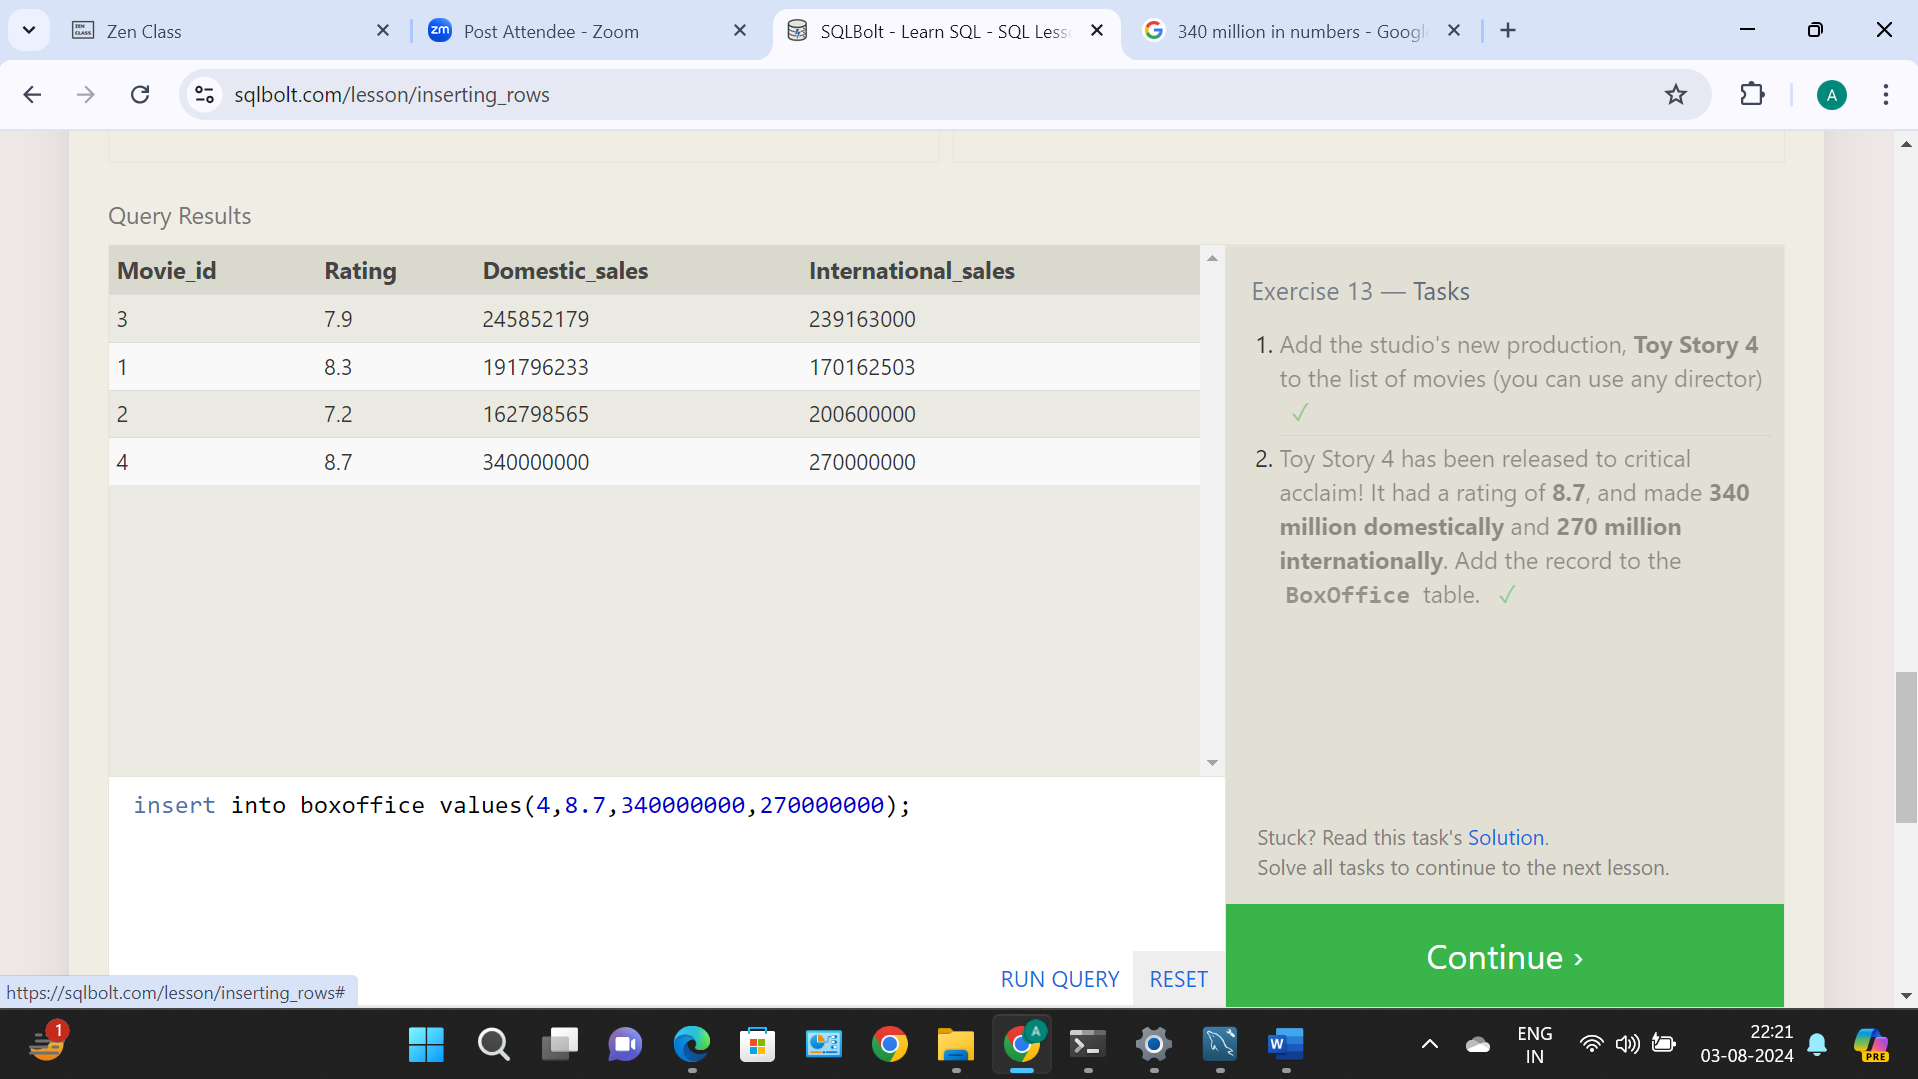 Zen Class
Post Attendee - Zoom
SQLBolt - Learn SQL - SQL Less
340 million in numbers - Googl
sqlbolt.com/lesson/inserting_rows
A
Query Results
Movie_id Rating Domestic_sales International_sales
3 7.9 245852179 239163000
1 8.3 191796233 170162503
2 7.2 162798565 200600000
4 8.7 340000000 270000000
Exercise 13 — Tasks
1. Add the studio's new production, Toy Story 4
to the list of movies (you can use any director)
✓
2. Toy Story 4 has been released to critical
acclaim! It had a rating of 8.7, and made 340
million domestically and 270 million
internationally. Add the record to the
BoxOffice table. ✓
insert into boxoffice values(4,8.7,340000000,270000000);
Stuck? Read this task's Solution.
Solve all tasks to continue to the next lesson.
RUN QUERY RESET
Continue ›
https://sqlbolt.com/lesson/inserting_rows#
1
A
ENG
IN
22:21
03-08-2024
PRE